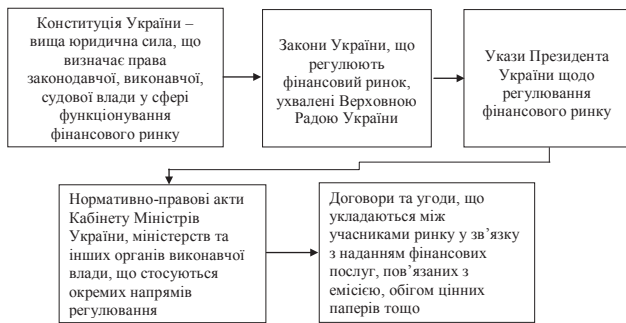 Конституція України –
вища юридична сила, що
визначає права
законодавчої, виконавчої,
судової влади у сфері
функціонування
фінансового ринку
Закони України, що
регулюють
фінансовий ринок,
ухвалені Верховною
Радою України
Укази Президента
України щодо
регулювання
фінансового ринку
Нормативно-правові акти
Кабінету Міністрів
України, міністерств та
інших органів виконавчої
влади, що стосуються
окремих напрямів
регулювання
Договори та угоди, що
укладаються між
учасниками ринку у зв’язку
з наданням фінансових
послуг, пов’язаних з
емісією, обігом цінних
паперів тощо